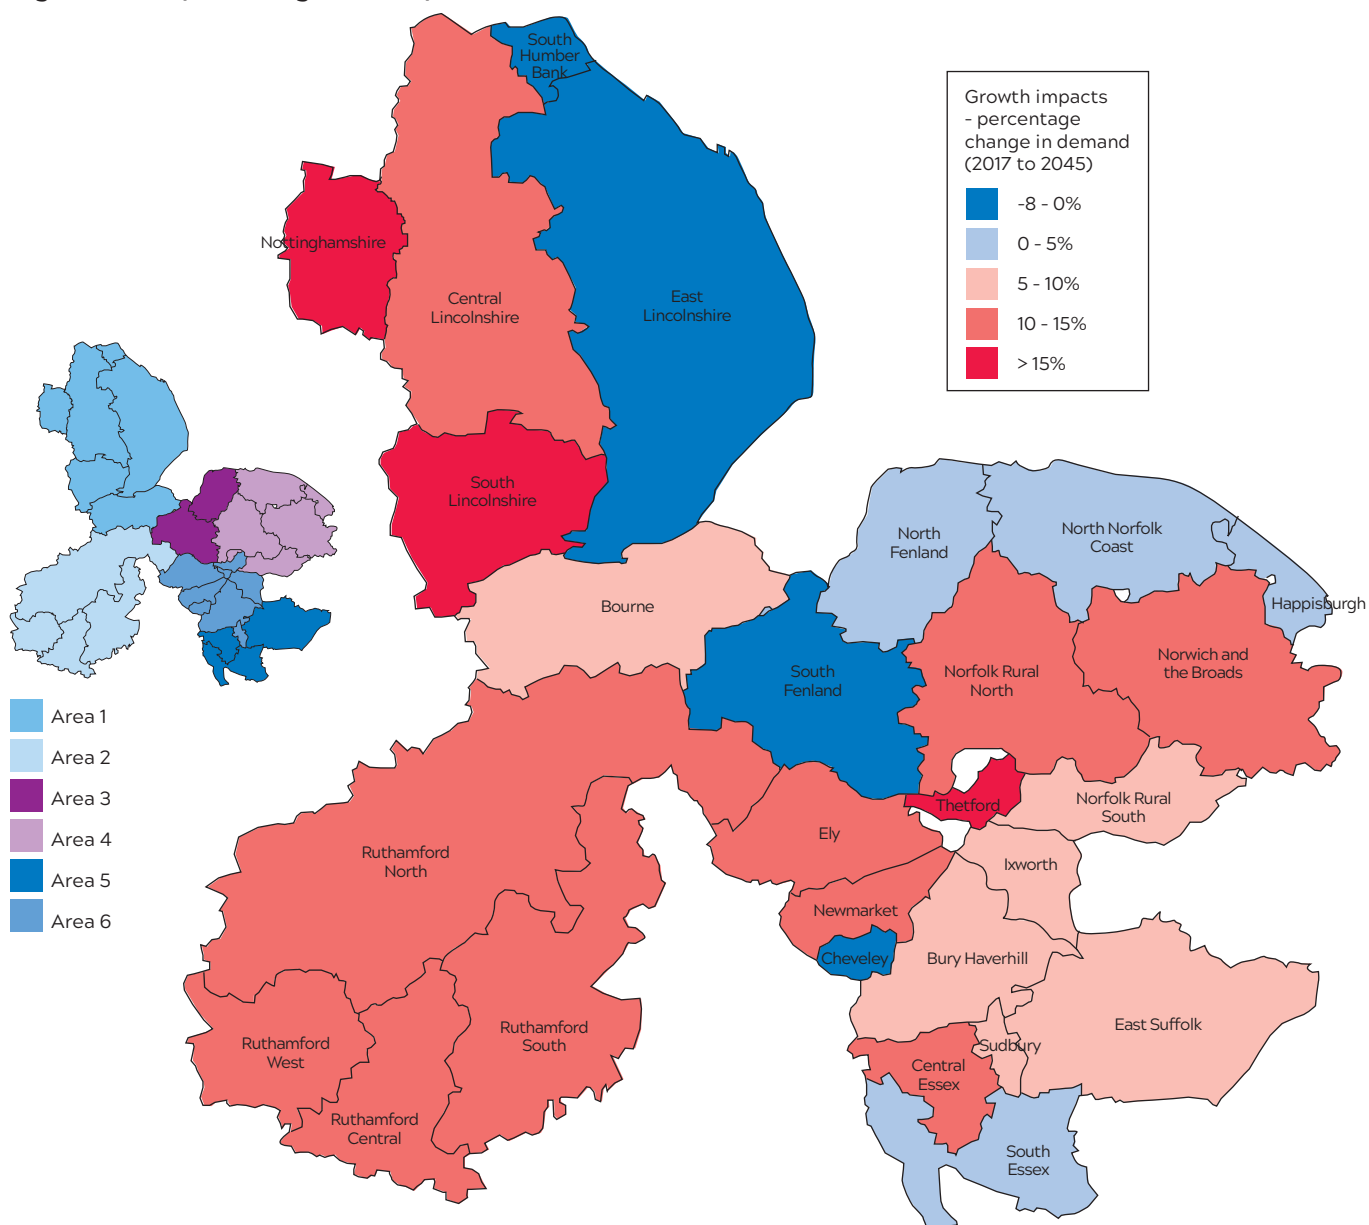 South
Humber
Bank
Growth impacts
- percentage
change in demand
(2017 to 2045)
-8 - 0%
0 - 5%
5 - 10%
10 - 15%
> 15%
Nottinghamshire
Central
Lincolnshire
East
Lincolnshire
South
Lincolnshire
North
Fenland
North Norfolk
Coast
Happisburgh
Bourne
South
Fenland
Norfolk Rural
North
Norwich and
the Broads
Area 1
Area 2
Area 3
Area 4
Area 5
Area 6
Thetford
Norfolk Rural
South
Ely
Ruthamford
North
Ixworth
Newmarket
Cheveley
Bury Haverhill
East Suffolk
Ruthamford
West
Ruthamford
South
Sudbury
Central
Essex
Ruthamford
Central
South
Essex